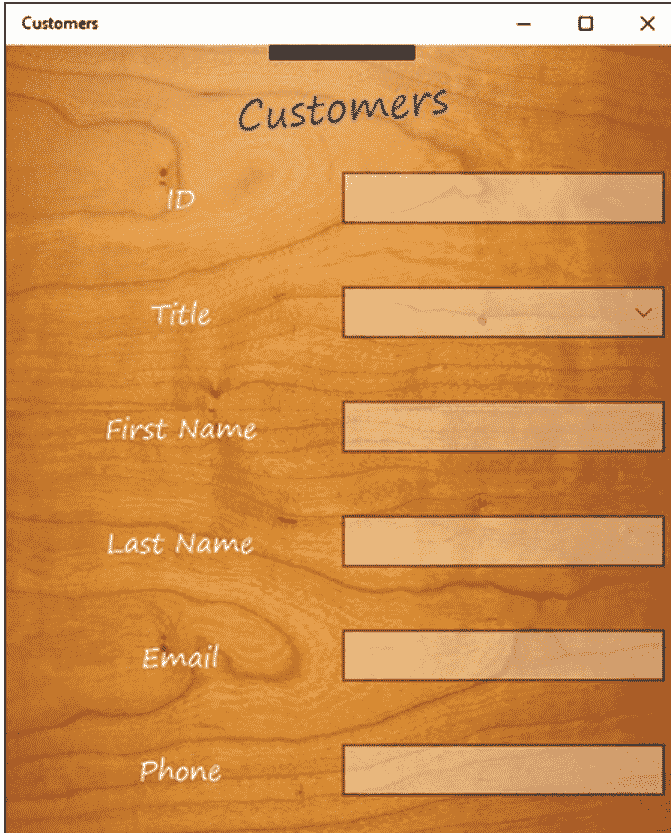 Customers
Customers
ID
Title
First Name
Last Name
Email
Phone